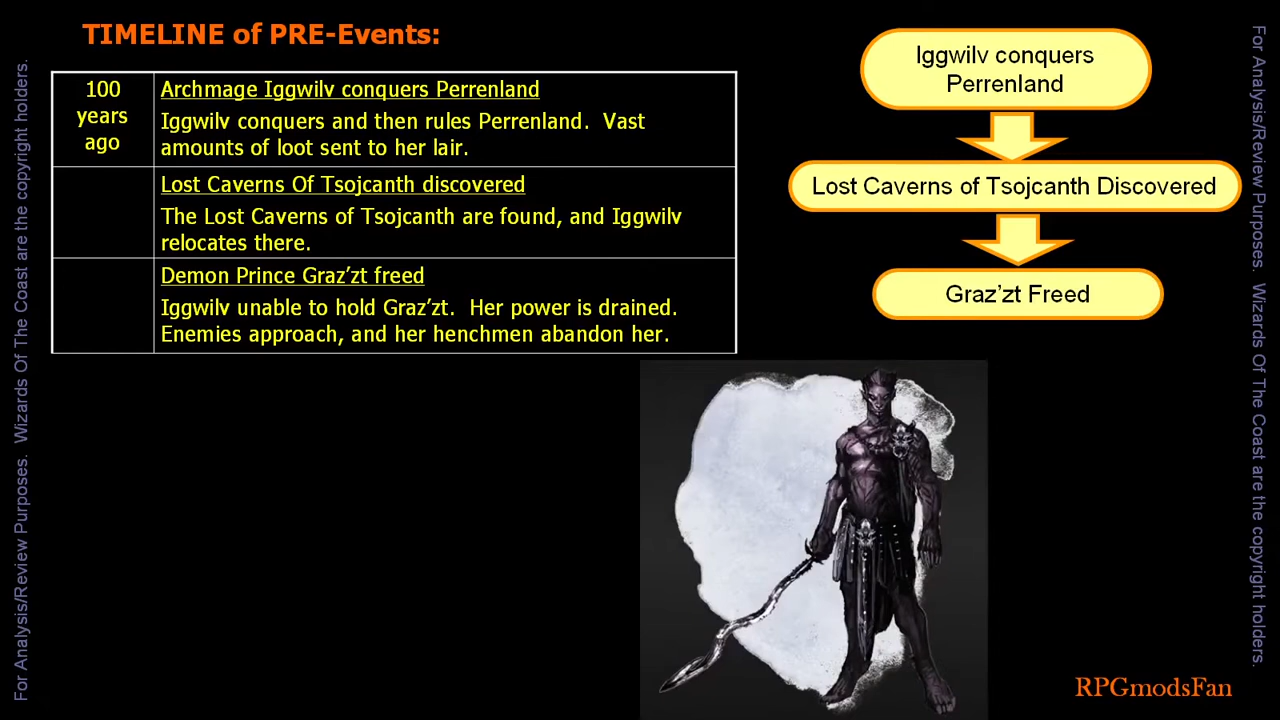 TIMELINE of PRE-Events:
100
years
ago
Archmage Iggwilv conquers Perrenland
Iggwilv conquers and then rules Perrenland. Vast
amounts of loot sent to her lair.
Lost Caverns Of Tsojcanth discovered
The Lost Caverns of Tsojcanth are found, and Iggwilv
relocates there.
Demon Prince Graz’zt freed
Iggwilv unable to hold Graz’zt. Her power is drained.
Enemies approach, and her henchmen abandon her.
Iggwilv conquers
Perrenland
Lost Caverns of Tsojcanth Discovered
Graz’zt Freed
For Analysis/Review Purposes. Wizards Of The Coast are the copyright holders.
For Analysis/Review Purposes. Wizards Of The Coast are the copyright holders.
RPGmodsFan